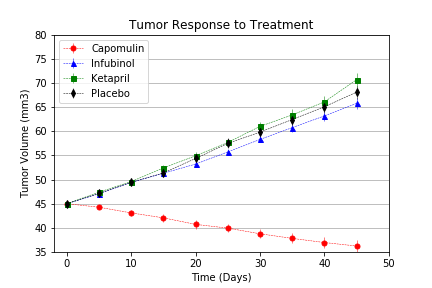 Tumor Response to Treatment
Tumor Volume (mm3)
80
75
70
65
60
55
50
45
40
35
Capomulin
Infubinol
Ketapril
Placebo
0
10
20
30
40
50
Time (Days)